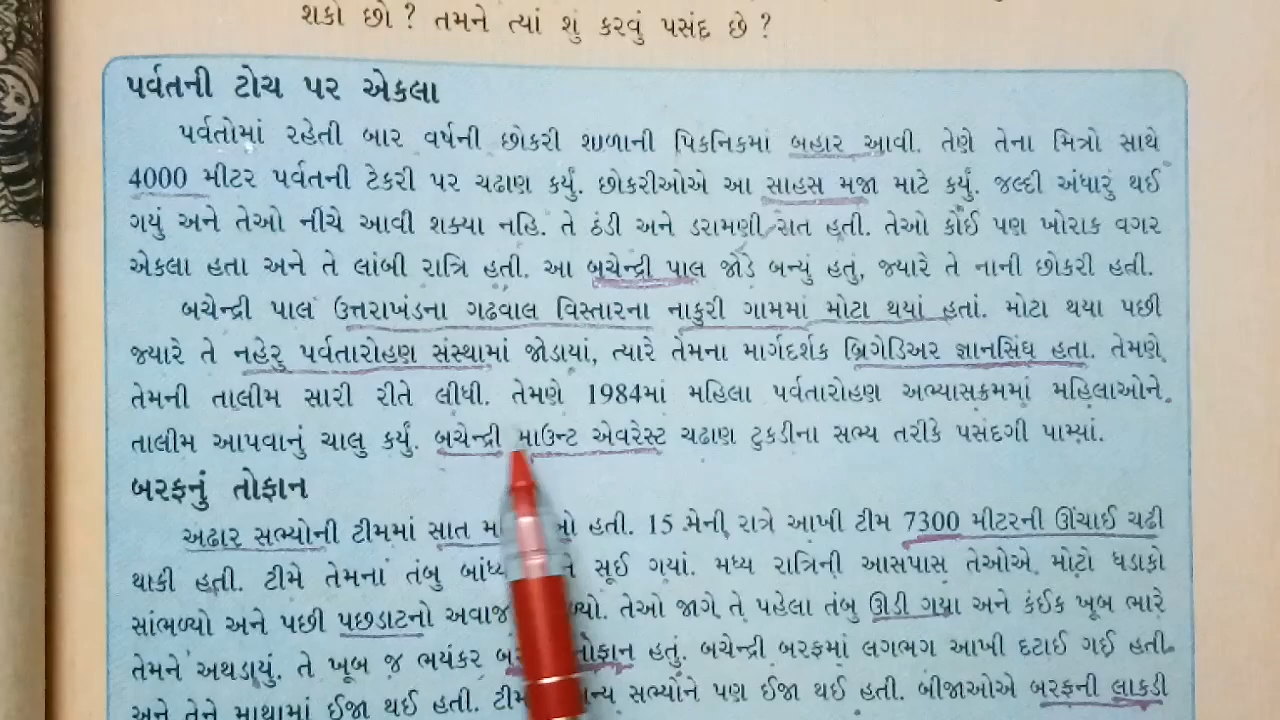 શકો છો ? તમને ત્યાં શું કરવું પસંદ છે ?
પર્વતની ટોચ પર એકલા
પર્વતોમાં રહેતી બાર વર્ષની છોકરી શાળાની પિકનિકમાં બહાર આવી. તેણે તેના મિત્રો સાથે
4000 મીટર પર્વતની ટેકરી પર ચઢાણ કર્યું. છોકરીઓએ આ સાહસ મજા માટે કર્યું. જલ્દી અંધારું થઈ
ગયું અને તેઓ નીચે આવી શક્યા નહિ. તે ઠંડી અને ડરામણી રાત હતી. તેઓ કોઈ પણ ખોરાક વગર
એકલા હતા અને તે લાંબી રાત્રિ હતી. આ બચેન્દ્રી પાલ જોડે બન્યું હતું, જ્યારે તે નાની છોકરી હતી.
બચેન્દ્રી પાલ ઉત્તરાખંડના ગઢવાલ વિસ્તારના નાકુરી ગામમાં મોટા થયાં હતાં. મોટા થયા પછી
જ્યારે તે નહેરુ પર્વતારોહણ સંસ્થામાં જોડાયાં, ત્યારે તેમના માર્ગદર્શક બ્રિગેડિઅર જ્ઞાનસિંઘ હતા. તેમણે
તેમની તાલીમ સારી રીતે લીધી. તેમણે 1984માં મહિલા પર્વતારોહણ અભ્યાસક્રમમાં મહિલાઓને
તાલીમ આપવાનું ચાલુ કર્યું. બચેન્દ્રી માઉન્ટ એવરેસ્ટ ચઢાણ ટુકડીના સભ્ય તરીકે પસંદગી પામ્યાં.
બરફનું તોફાન
અઢાર સભ્યોની ટીમમાં સાત હતી. 15 મેની રાત્રે આખી ટીમ 7300 મીટરની ઊંચાઈ ચઢી
થાકી હતી. ટીમે તેમના તંબુ સૂઈ ગયાં. મધ્ય રાત્રિની આસપાસ તેઓએ મોટો ધડાકો
સાંભળ્યો અને પછી પછડાટનો અવાજ તેઓ જાગે તે પહેલા તંબુ ઊડી ગયા અને કંઈક ખૂબ ભારે
તેમને અથડાયું. તે ખૂબ જ ભયંકર હતું. બચેન્દ્રી બરફમાં લગભગ આખી દટાઈ ગઈ હતી.
અને તેને માથામાં ઈજા થઈ હતી. સભ્યોને પણ ઈજા થઈ હતી. બીજાઓએ બરફની લાકડી